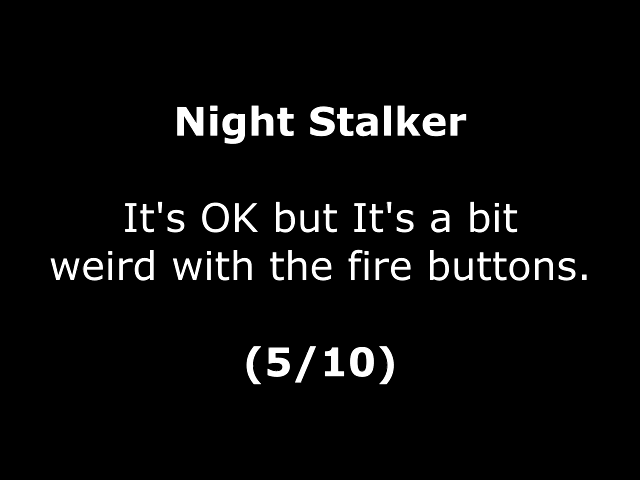 Night Stalker
It's OK but It's a bit
weird with the fire buttons.
(5/10)